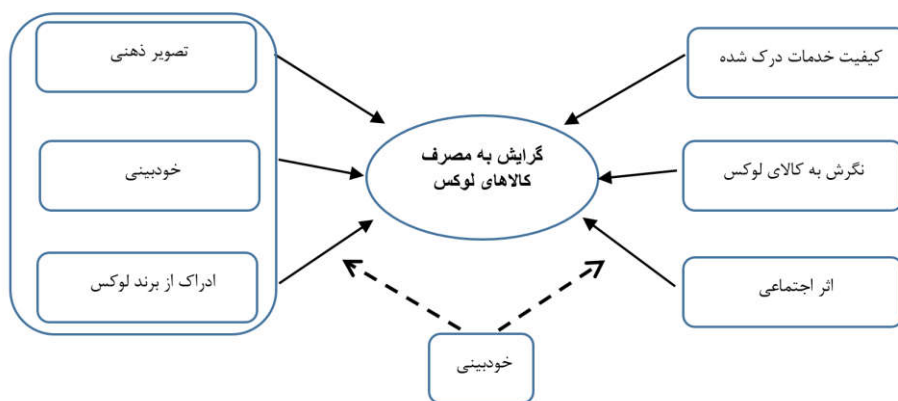 کیفیت خدمات درک شده
نگرش به کالای لوکس
اثر اجتماعی
گرایش به مصرف
کالاهای لوکس
تصویر ذهنی
خودبینی
ادراک از برند لوکس
خودبینی